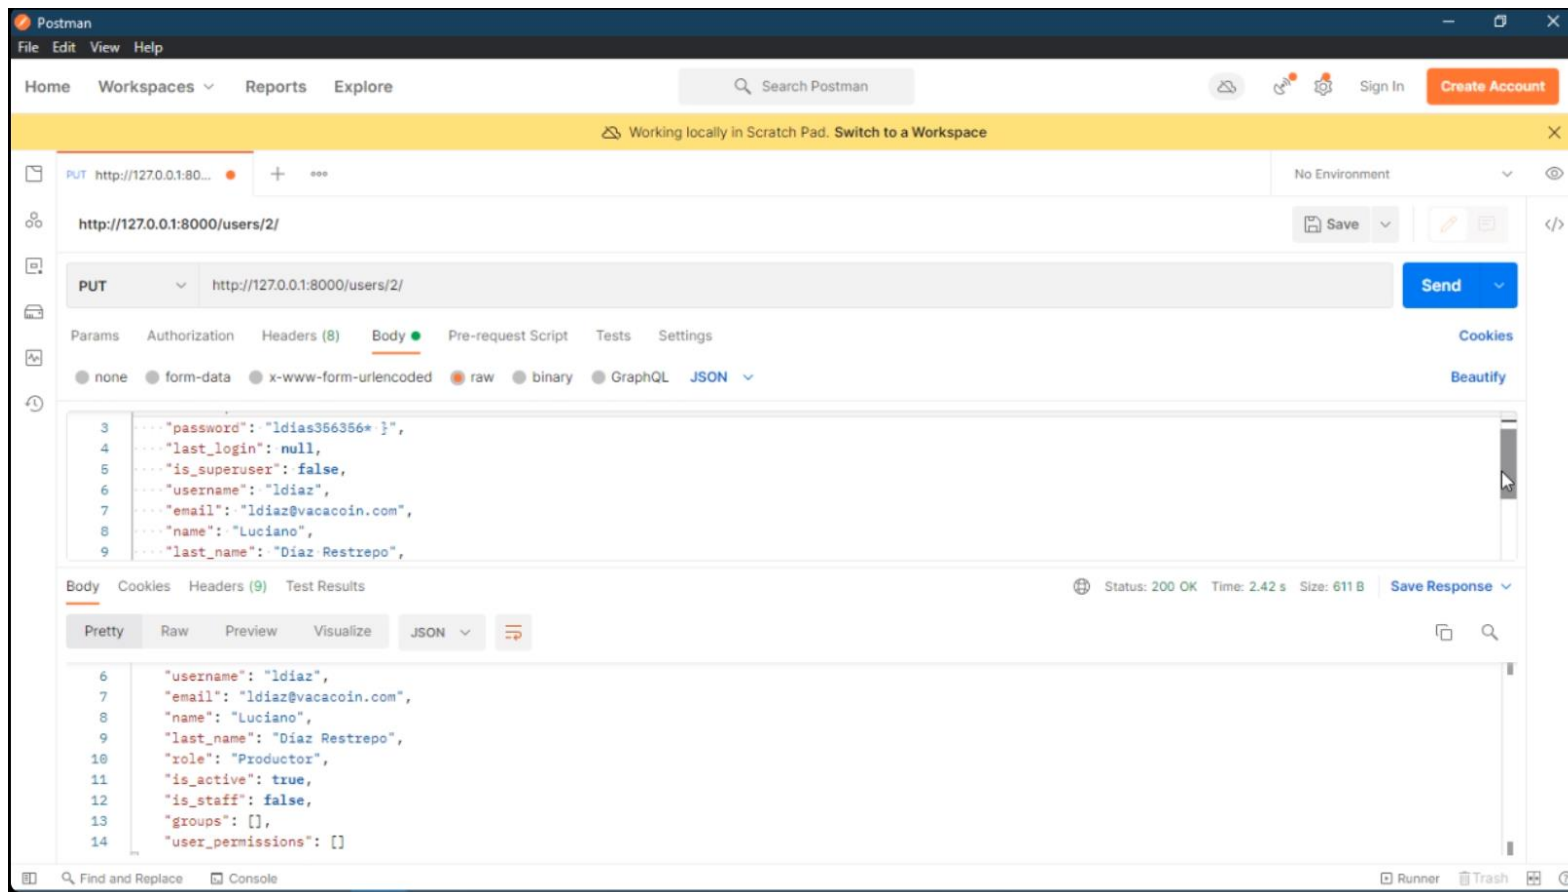 Postman
File Edit View Help
Home Workspaces Reports Explore Search Postman Sign In Create Account
Working locally in Scratch Pad. Switch to a Workspace
PUT http://127.0.0.1:80... No Environment
http://127.0.0.1:8000/users/2/ Save
PUT http://127.0.0.1:8000/users/2/ Send
Params Authorization Headers (8) Body Pre-request Script Tests Settings Cookies
none form-data x-www-form-urlencoded raw binary GraphQL JSON Beautify
3 "password": "ldias356356* }",
4 "last_login": null,
5 "is_superuser": false,
6 "username": "ldiaz",
7 "email": "ldiaz@vacacoin.com",
8 "name": "Luciano",
9 "last_name": "Díaz Restrepo",
Body Cookies Headers (9) Test Results Status: 200 OK Time: 2.42 s Size: 611 B Save Response
Pretty Raw Preview Visualize JSON
6 "username": "ldiaz",
7 "email": "ldiaz@vacacoin.com",
8 "name": "Luciano",
9 "last_name": "Díaz Restrepo",
10 "role": "Productor",
11 "is_active": true,
12 "is_staff": false,
13 "groups": [],
14 "user_permissions": []
Find and Replace Console Runner Trash